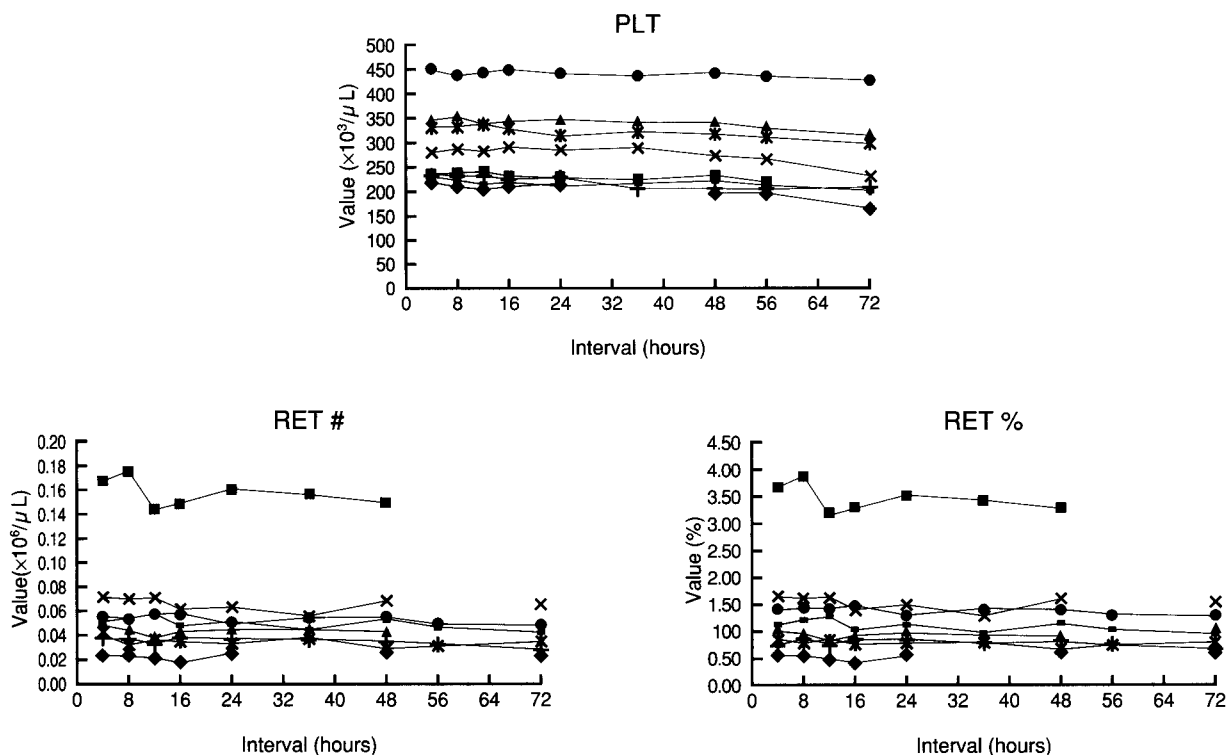 PLT
Value (×10³/μ L)
500
450
400
350
300
250
200
150
100
50
0
0 8 16 24 32 40 48 56 64 72
Interval (hours)
RET #
Value(×10⁶/μ L)
0.20
0.18
0.16
0.14
0.12
0.10
0.08
0.06
0.04
0.02
0.00
0 8 16 24 32 40 48 56 64 72
Interval (hours)
RET %
Value (%)
4.50
4.00
3.50
3.00
2.50
2.00
1.50
100
0.50
0.00
0 8 16 24 32 40 48 56 64 72
Interval (hours)